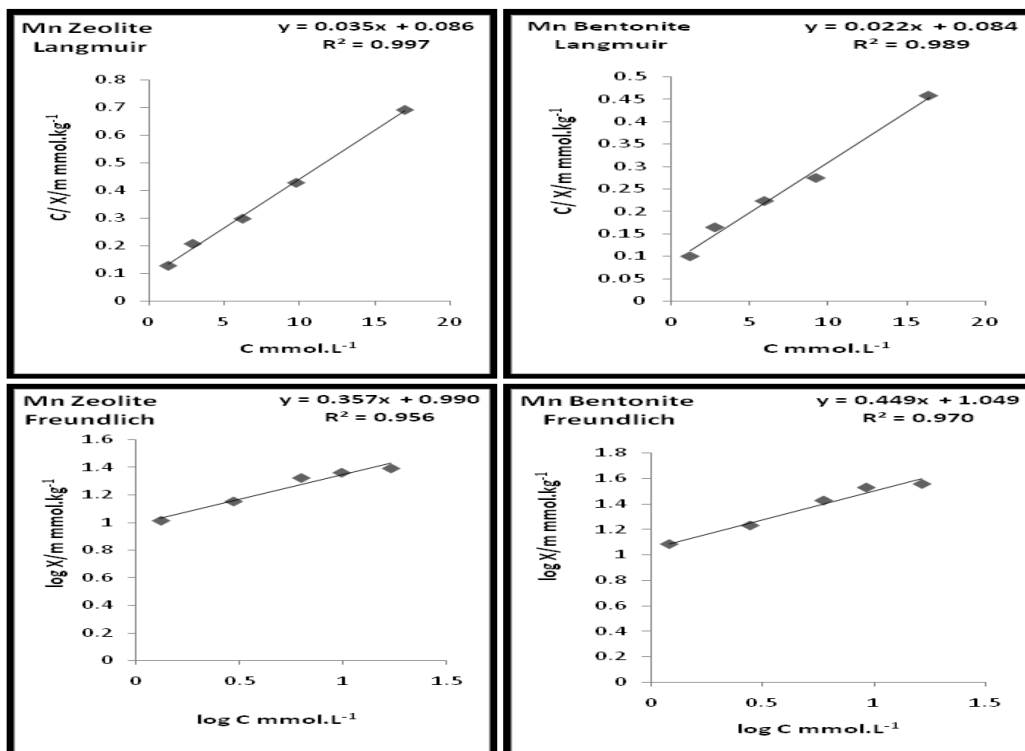 Mn Zeolite
Langmuir
y = 0.035x + 0.086
R² = 0.997
C/ X/m mmol.kg⁻¹
0.8
0.7
0.6
0.5
0.4
0.3
0.2
0.1
0
0 5 10 15 20
C mmol.L⁻¹
Mn Bentonite
Langmuir
y = 0.022x + 0.084
R² = 0.989
C/ X/m mmol.kg⁻¹
0.5
0.45
0.4
0.35
0.3
0.25
0.2
0.15
0.1
0.05
0
0 5 10 15 20
C mmol.L⁻¹
Mn Zeolite
Freundlich
y = 0.357x + 0.990
R² = 0.956
log X/m mmol.kg⁻¹
1.6
1.4
1.2
1
0.8
0.6
0.4
0.2
0
0.5 1 1.5
log C mmol.L⁻¹
Mn Bentonite
Freundlich
y = 0.449x + 1.049
R² = 0.970
log X/m mmol.kg⁻¹
1.8
1.6
1.4
1.2
1
0.8
0.6
0.4
0.2
0
0 0.5 1 1.5
log C mmol.L⁻¹